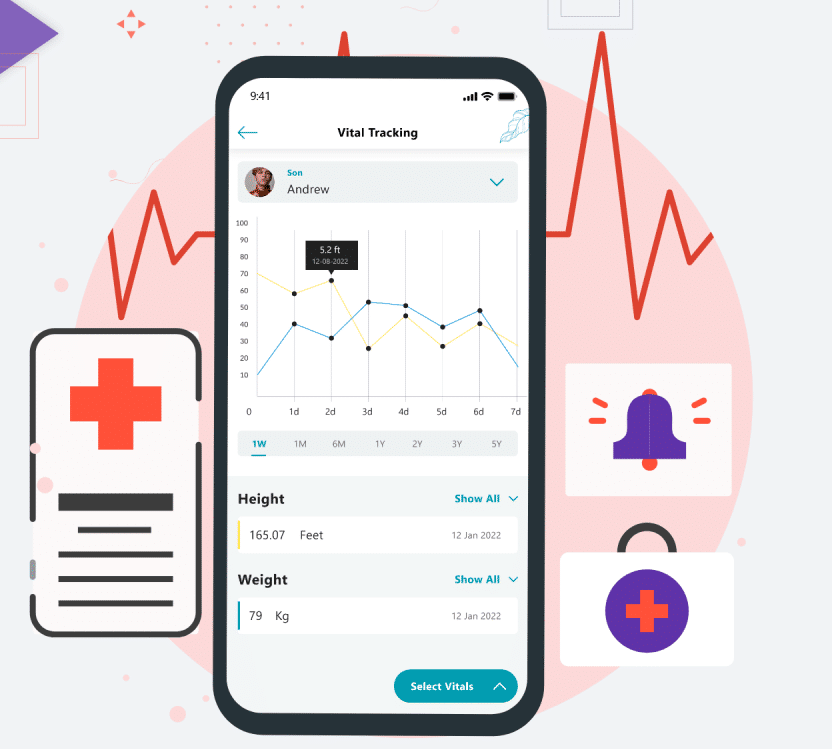 9:41
Vital Tracking
Son
Andrew
100
90
80
70
60
50
40
30
20
10
5.2 ft
12-08-2022
0 1d 2d 3d 4d 5d 6d 7d
1W 1M 6M 1Y 2Y 3Y 5Y
Height Show All
165.07 Feet 12 Jan 2022
Weight Show All
79 Kg 12 Jan 2022
Select Vitals